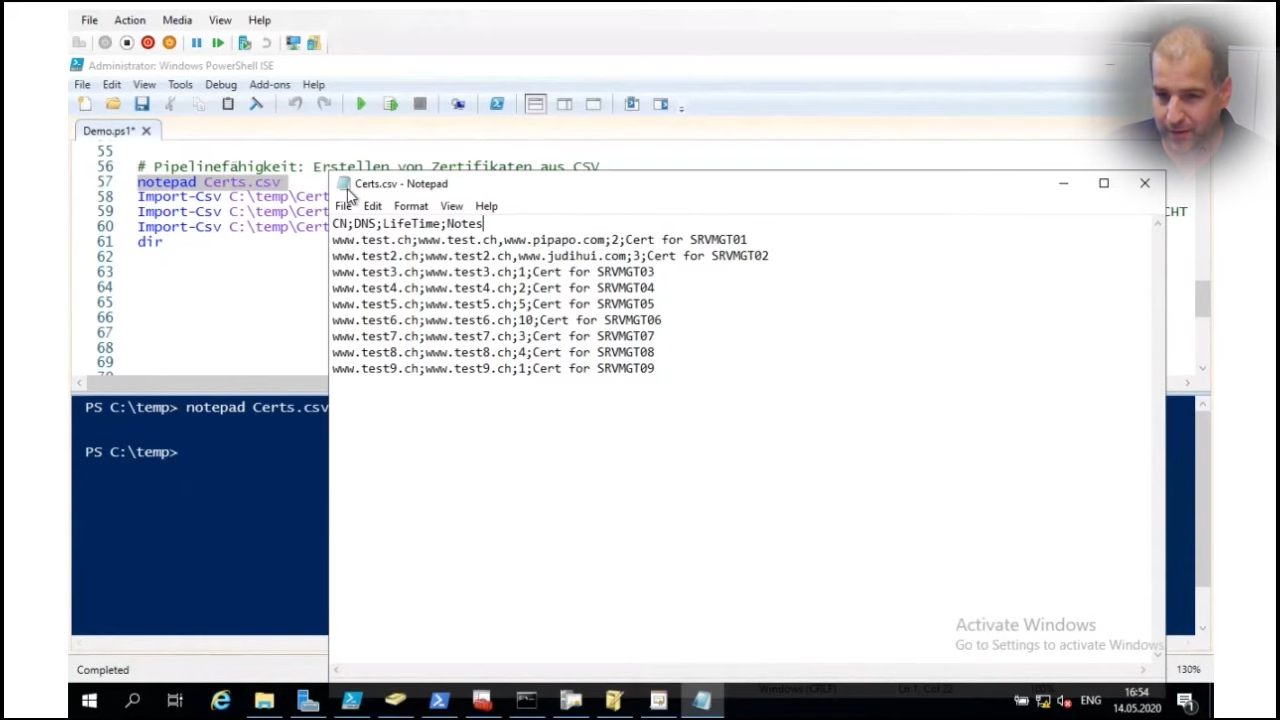 File Action Media View Help
Administrator: Windows PowerShell ISE
File Edit View Tools Debug Add-ons Help
Demo.ps1* X
55
56 # Pipelinefähigkeit: Erstellen von Zertifikaten aus CSV
57 notepad Certs.csv
58 Import-Csv C:\temp\Cert
59 Import-Csv C:\temp\Cert CHT
60 Import-Csv C:\temp\Cert
61 dir
62
63
64
65
66
67
68
69
Certs.csv - Notepad
File Edit Format View Help
CN;DNS;LifeTime;Notes
www.test.ch;www.test.ch,www.pipapo.com;2;Cert for SRVMGT01
www.test2.ch;www.test2.ch,www.judihui.com;3;Cert for SRVMGT02
www.test3.ch;www.test3.ch;1;Cert for SRVMGT03
www.test4.ch;www.test4.ch;2;Cert for SRVMGT04
www.test5.ch;www.test5.ch;5;Cert for SRVMGT05
www.test6.ch;www.test6.ch;10;Cert for SRVMGT06
www.test7.ch;www.test7.ch;3;Cert for SRVMGT07
www.test8.ch;www.test8.ch;4;Cert for SRVMGT08
www.test9.ch;www.test9.ch;1;Cert for SRVMGT09
PS C:\temp> notepad Certs.csv
PS C:\temp>
Activate Windows
Go to Settings to activate Windows.
Completed
130%
Windows (CRLF) Ln 1, Col 22 100%
ENG
16:54
14.05.2020
1